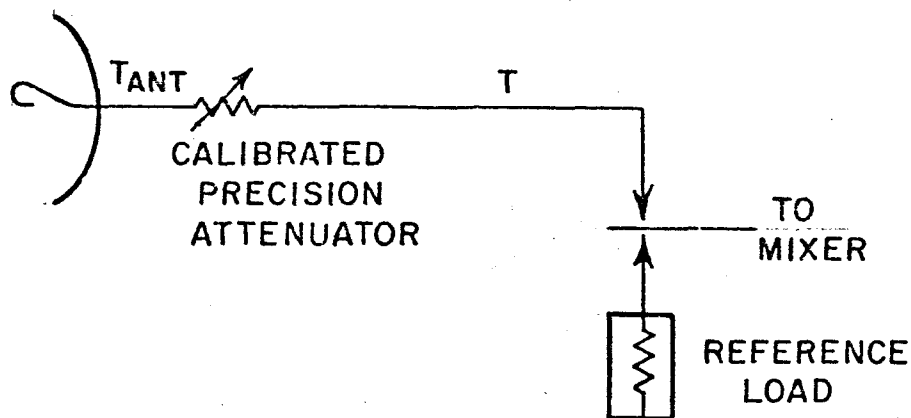 TANT
T
CALIBRATED
PRECISION
ATTENUATOR
TO
MIXER
REFERENCE
LOAD